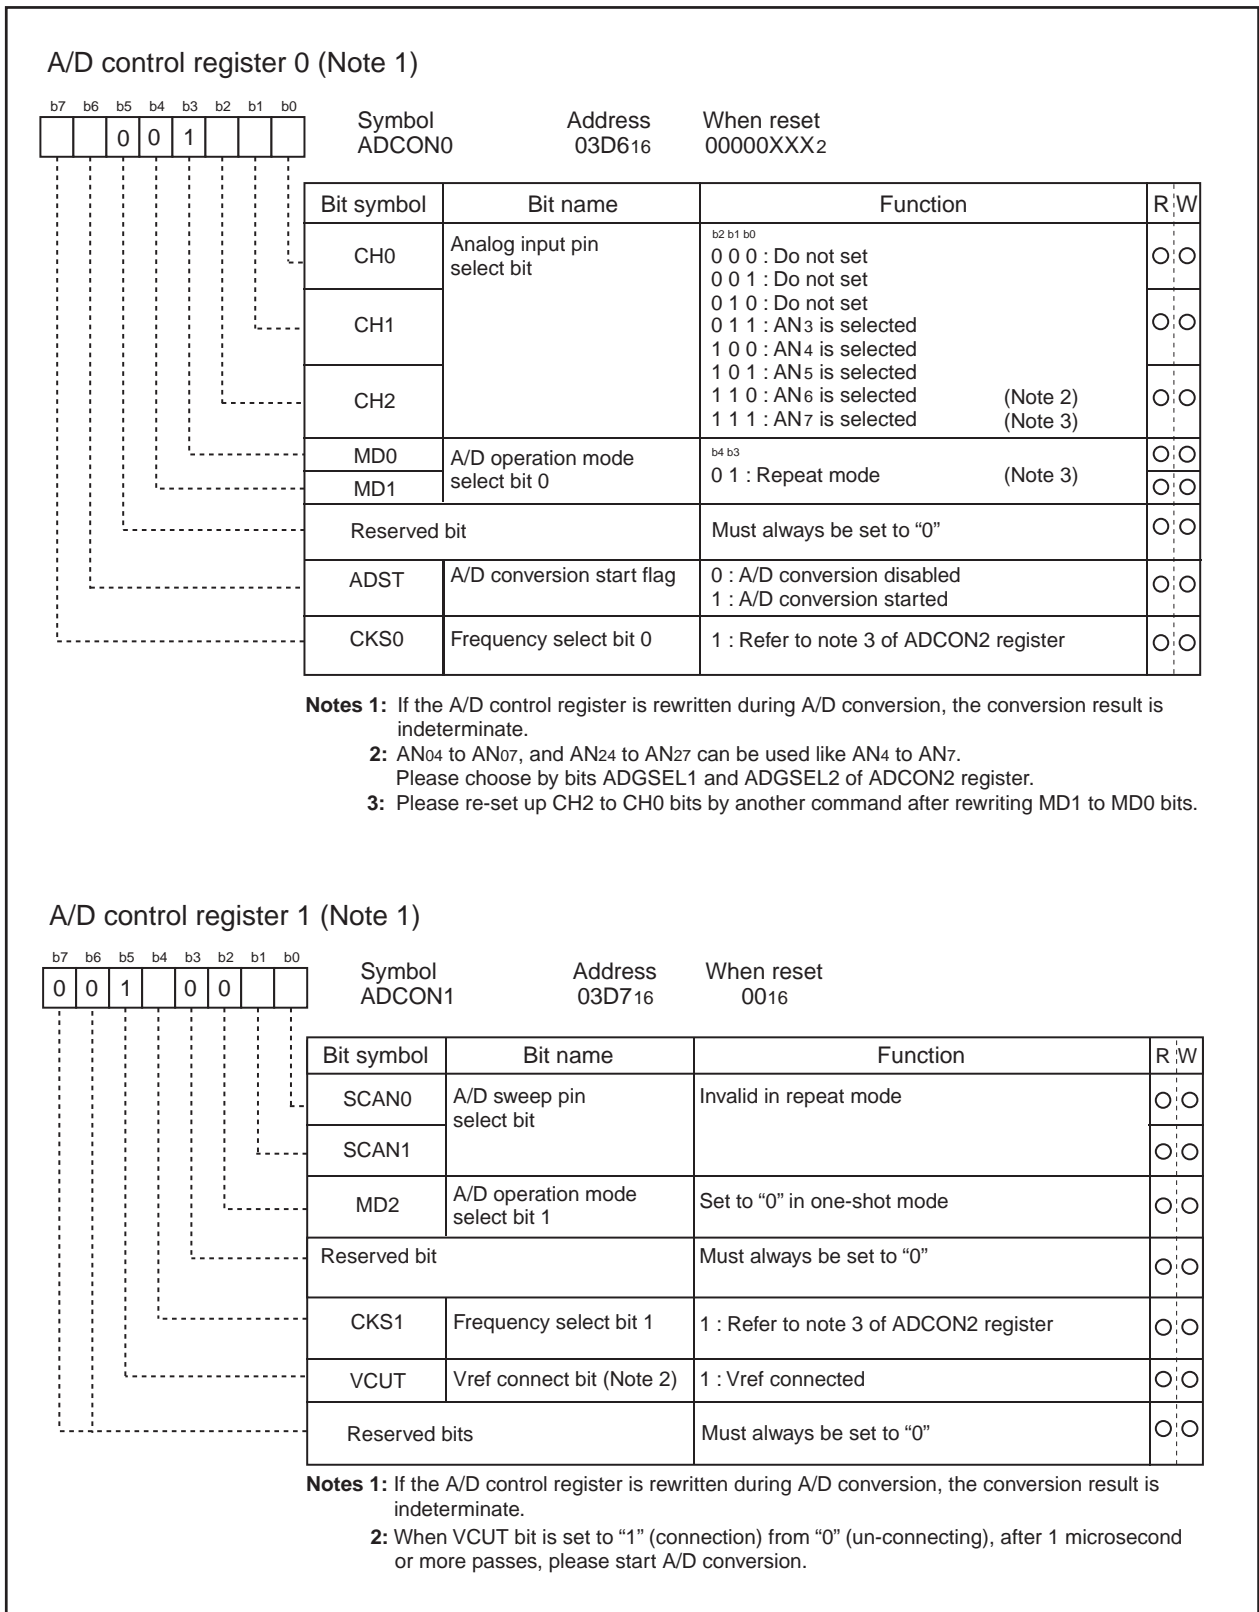 A/D control register 0 (Note 1)
b7 b6 b5 b4 b3 b2 b1 b0
0 0 1
Symbol Address When reset
ADCON0 03D616 00000XXX2
Bit symbol Bit name Function R W
CH0 Analog input pin
select bit
b2 b1 b0
0 0 0 : Do not set
0 0 1 : Do not set
0 1 0 : Do not set
CH1 0 1 1 : AN3 is selected
1 0 0 : AN4 is selected
1 0 1 : AN5 is selected
CH2 1 1 0 : AN6 is selected (Note 2)
1 1 1 : AN7 is selected (Note 3)
MD0 A/D operation mode
select bit 0
b4 b3
0 1 : Repeat mode (Note 3)
MD1
Reserved bit Must always be set to “0”
ADST A/D conversion start flag 0 : A/D conversion disabled
1 : A/D conversion started
CKS0 Frequency select bit 0 1 : Refer to note 3 of ADCON2 register
Notes 1: If the A/D control register is rewritten during A/D conversion, the conversion result is
indeterminate.
2: AN04 to AN07, and AN24 to AN27 can be used like AN4 to AN7.
Please choose by bits ADGSEL1 and ADGSEL2 of ADCON2 register.
3: Please re-set up CH2 to CH0 bits by another command after rewriting MD1 to MD0 bits.
A/D control register 1 (Note 1)
b7 b6 b5 b4 b3 b2 b1 b0
0 0 1 0 0
Symbol Address When reset
ADCON1 03D716 0016
Bit symbol Bit name Function R W
SCAN0 A/D sweep pin
select bit
Invalid in repeat mode
SCAN1
MD2 A/D operation mode
select bit 1
Set to “0” in one-shot mode
Reserved bit Must always be set to “0”
CKS1 Frequency select bit 1 1 : Refer to note 3 of ADCON2 register
VCUT Vref connect bit (Note 2) 1 : Vref connected
Reserved bits Must always be set to “0”
Notes 1: If the A/D control register is rewritten during A/D conversion, the conversion result is
indeterminate.
2: When VCUT bit is set to “1” (connection) from “0” (un-connecting), after 1 microsecond
or more passes, please start A/D conversion.